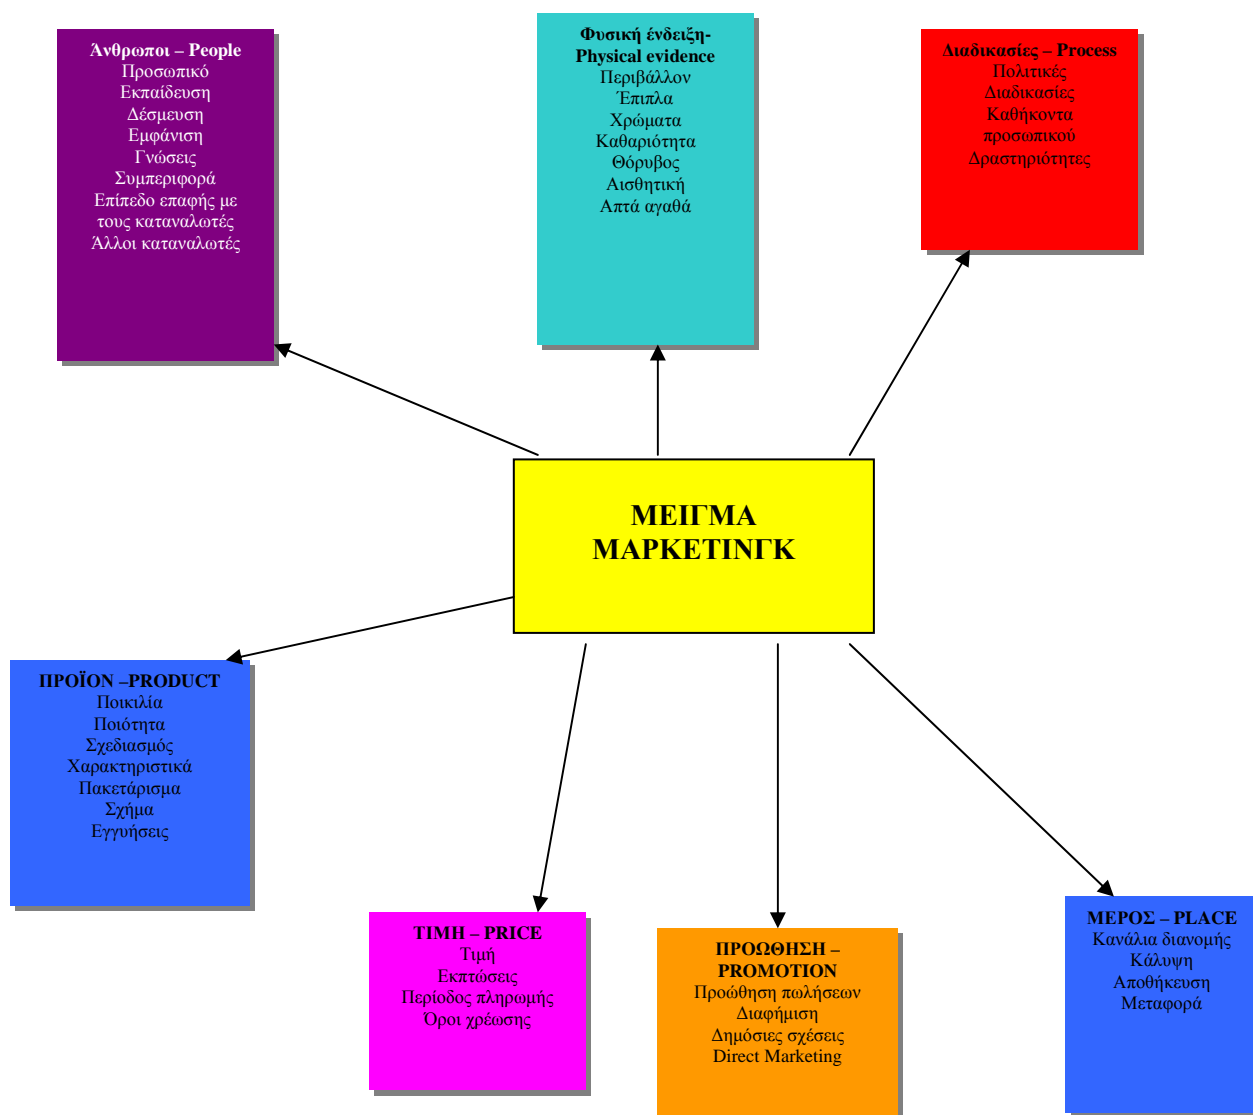 Άνθρωποι – People
Προσωπικό
Εκπαίδευση
Δέσμευση
Εμφάνιση
Γνώσεις
Συμπεριφορά
Επίπεδο επαφής με
τους καταναλωτές
Άλλοι καταναλωτές
Φυσική ένδειξη-
Physical evidence
Περιβάλλον
Έπιπλα
Χρώματα
Καθαριότητα
Θόρυβος
Αισθητική
Απτά αγαθά
Διαδικασίες – Process
Πολιτικές
Διαδικασίες
Καθήκοντα
προσωπικού
Δραστηριότητες
ΜΕΙΓΜΑ
ΜΑΡΚΕΤΙΝΓΚ
ΠΡΟΪΟΝ –PRODUCT
Ποικιλία
Ποιότητα
Σχεδιασμός
Χαρακτηριστικά
Πακετάρισμα
Σχήμα
Εγγυήσεις
ΤΙΜΗ – PRICE
Τιμή
Εκπτώσεις
Περίοδος πληρωμής
Όροι χρέωσης
ΠΡΟΩΘΗΣΗ –
PROMOTION
Προώθηση πωλήσεων
Διαφήμιση
Δημόσιες σχέσεις
Direct Marketing
ΜΕΡΟΣ – PLACE
Κανάλια διανομής
Κάλυψη
Αποθήκευση
Μεταφορά